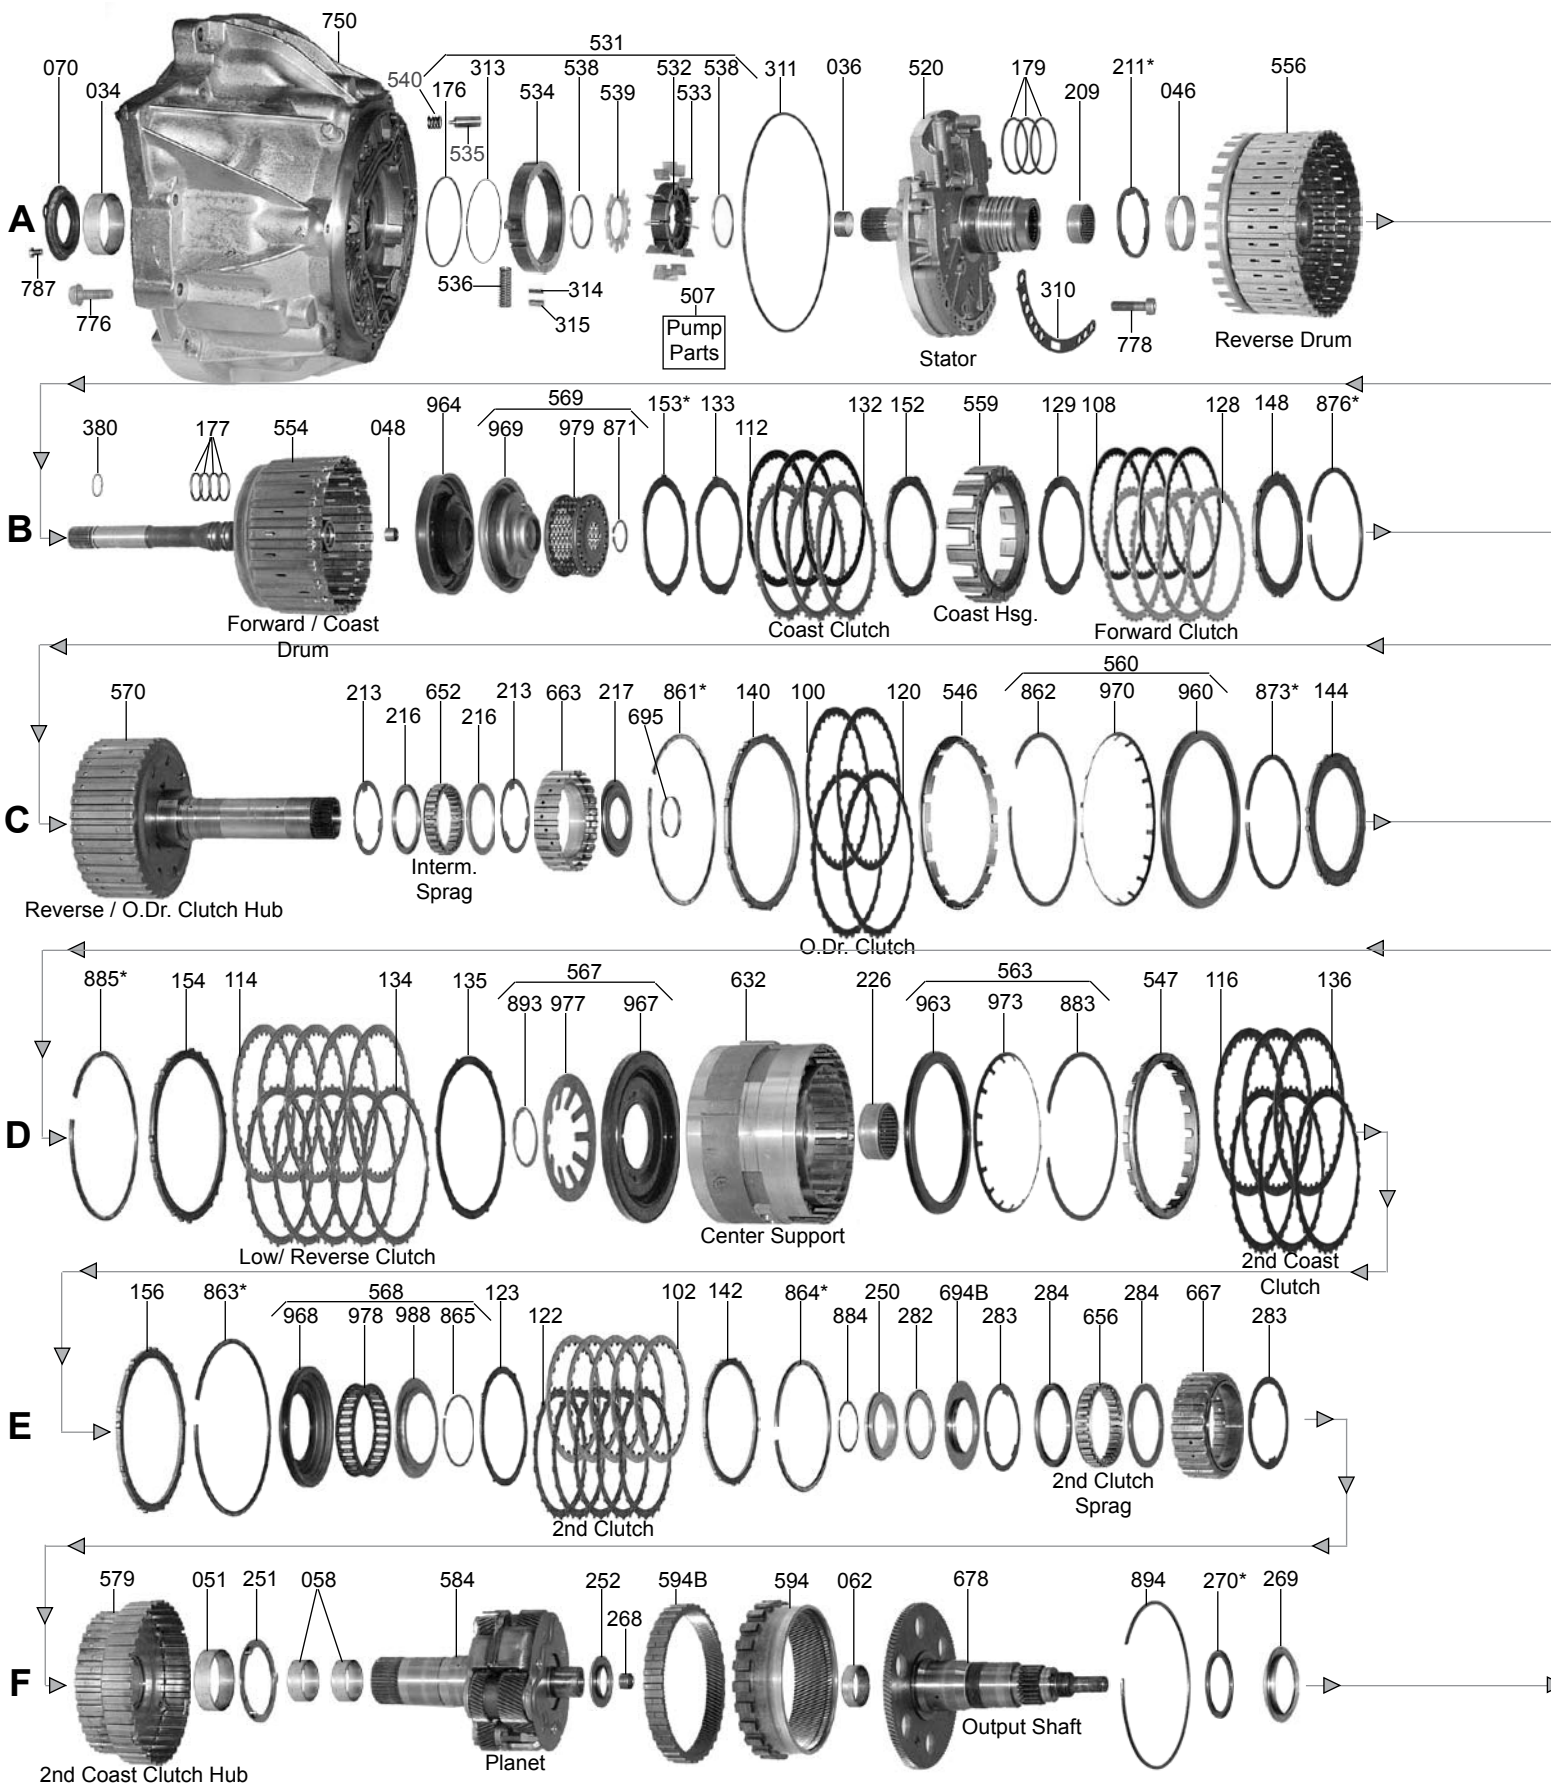 750
531
070 034 540 176 313 534 538 539 532 533 538 311 036 520 179 209 211* 046 556
535
A
787 776 536 314 315 507 310 778
Pump
Parts
Stator
Reverse Drum
380 177 554 048 964 569 153* 133 112 132 152 559 129 108 128 148 876*
969 979 871
B
Forward / Coast
Drum
Coast Clutch
Coast Hsg.
Forward Clutch
560
570 213 652 213 663 217 861* 140 100 120 546 862 970 960 873* 144
216 216 695
C
Interm.
Sprag
Reverse / O.Dr. Clutch Hub
O.Dr. Clutch
885* 154 114 134 135 567 632 226 563 547 116 136
893 977 967 963 973 883
D
Low/ Reverse Clutch
Center Support
2nd Coast
Clutch
156 863* 568 123 102 142 864* 250 694B 284 284 667
968 978 988 865 122 884 282 283 656 283
E
2nd Clutch
2nd Clutch
Sprag
579 051 251 058 584 252 594B 594 062 678 894 270* 269
268
F
2nd Coast Clutch Hub
Planet
Output Shaft